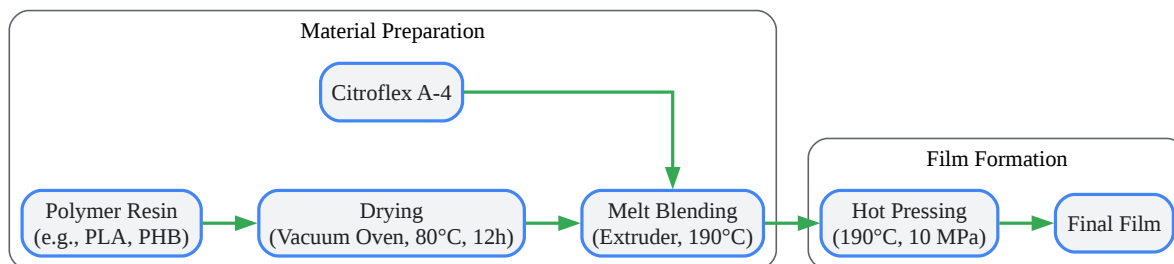 Material Preparation
Citroflex A-4
Film Formation
Polymer Resin
(e.g., PLA, PHB)
Drying
(Vacuum Oven, 80°C, 12h)
Melt Blending
(Extruder, 190°C)
Hot Pressing
(190°C, 10 MPa)
Final Film